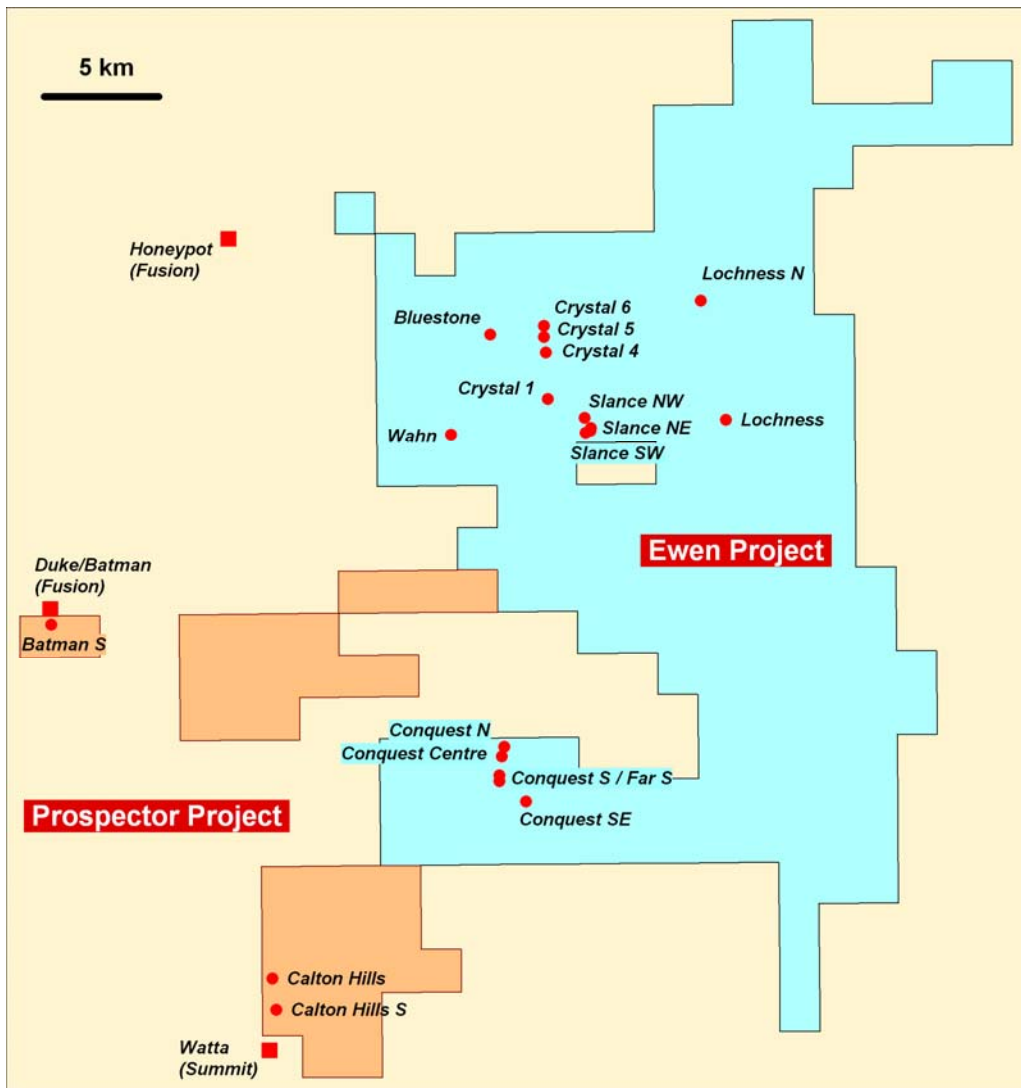 5 km
Honeypot
(Fusion)
Lochness N
Bluestone
Crystal 6
Crystal 5
Crystal 4
Crystal 1
Slance NW
Wahn
Slance NE
Lochness
Slance SW
Ewen Project
Duke/Batman
(Fusion)
Batman S
Conquest N
Conquest Centre
Conquest S / Far S
Prospector Project
Conquest SE
Calton Hills
Calton Hills S
Watta
(Summit)